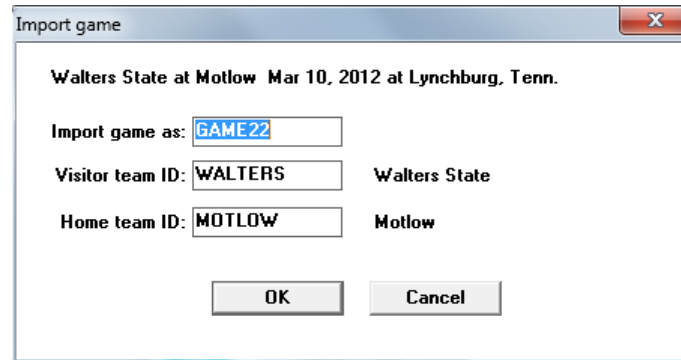 Import game
Walters State at Motlow  Mar 10, 2012 at Lynchburg, Tenn.
Import game as: GAME22
Visitor team ID: WALTERS Walters State
Home team ID: MOTLOW Motlow
OK Cancel